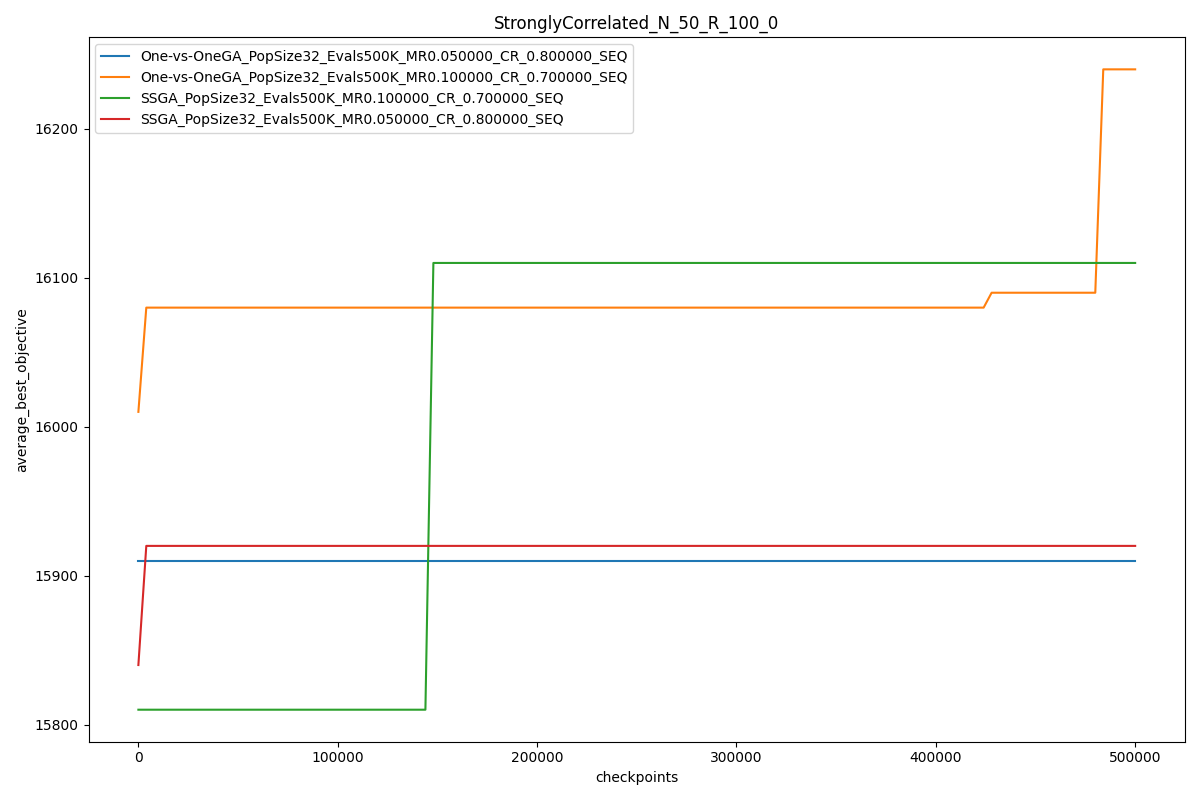 StronglyCorrelated_N_50_R_100_0
One-vs-OneGA_PopSize32_Evals500K_MR0.050000_CR_0.800000_SEQ
One-vs-OneGA_PopSize32_Evals500K_MR0.100000_CR_0.700000_SEQ
SSGA_PopSize32_Evals500K_MR0.100000_CR_0.700000_SEQ
SSGA_PopSize32_Evals500K_MR0.050000_CR_0.800000_SEQ
average_best_objective
16200
16100
16000
15900
15800
0 100000 200000 300000 400000 500000
checkpoints